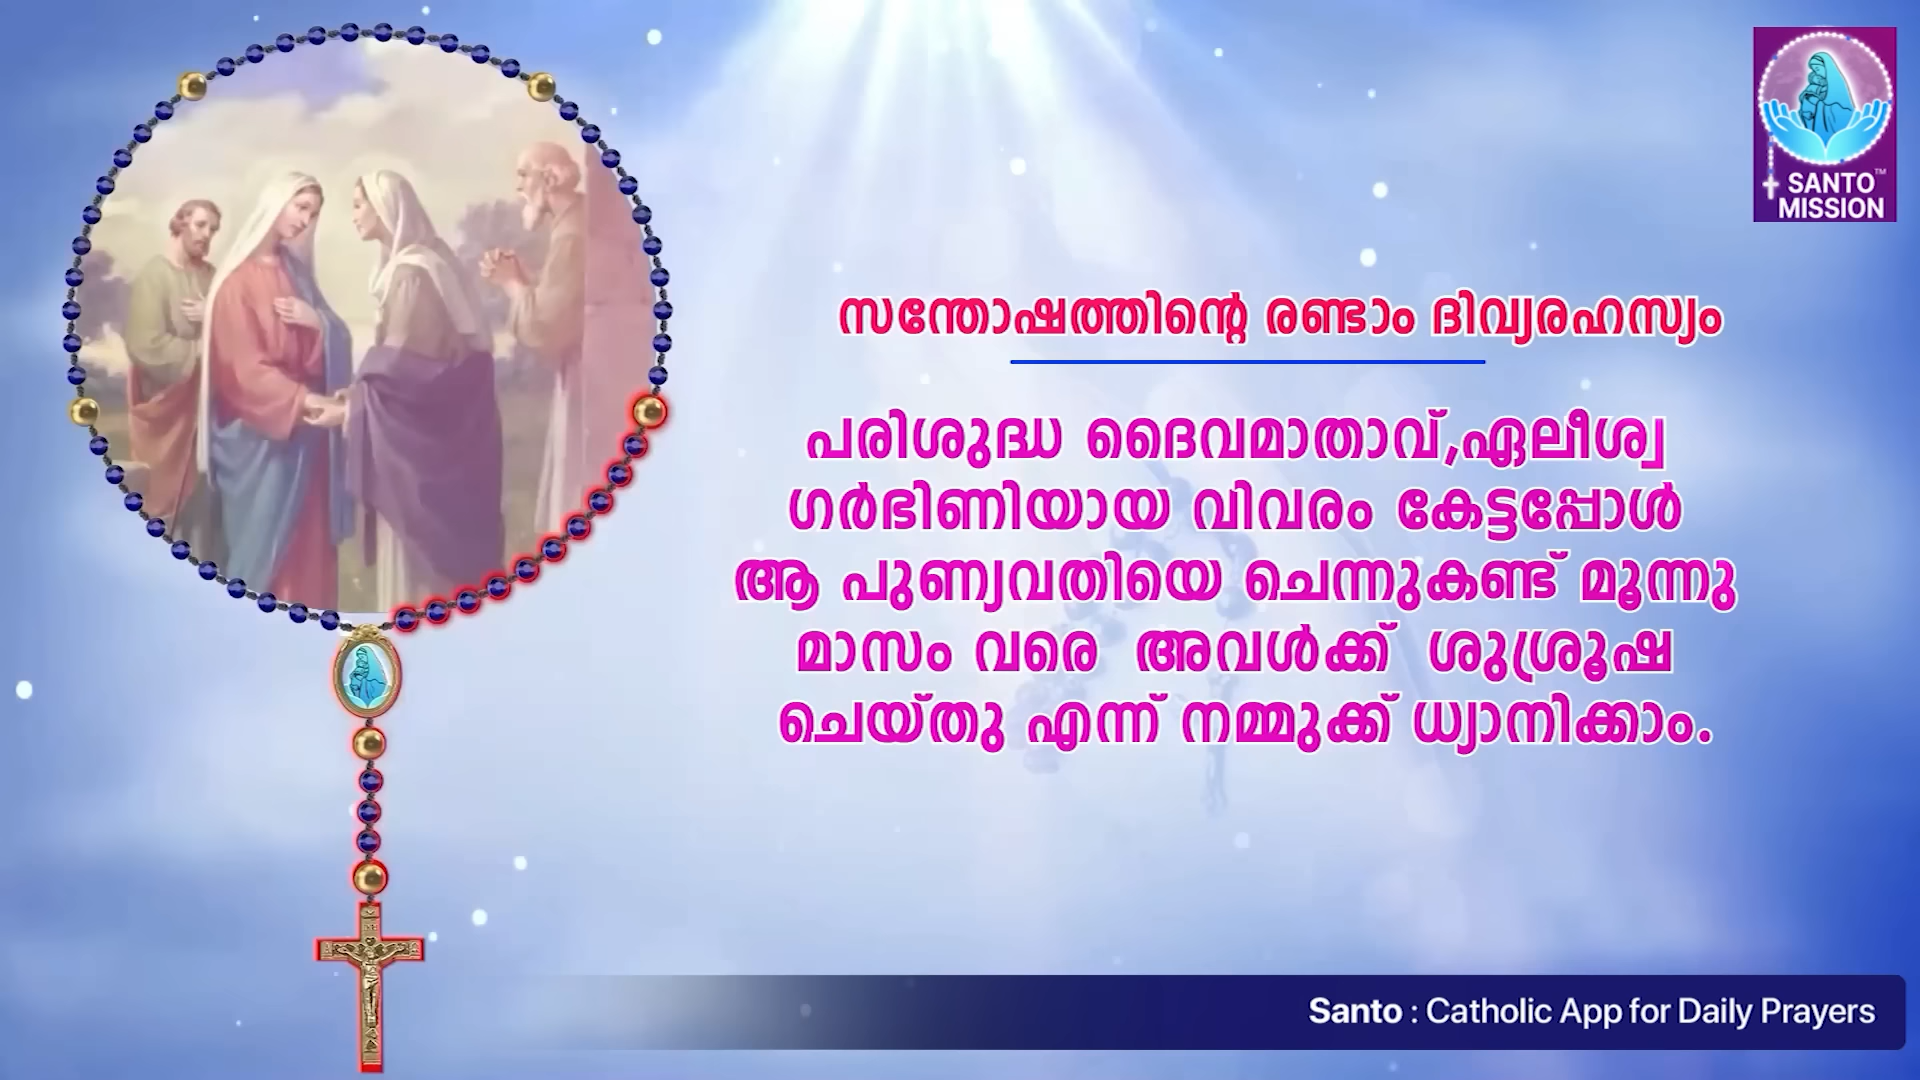 SANTO™
MISSION
സന്തോഷത്തിന്റെ രണ്ടാം ദിവ്യരഹസ്യം
പരിശുദ്ധ ദൈവമാതാവ്,ഏലീശ്വ
ഗർഭിണിയായ വിവരം കേട്ടപ്പോൾ
ആ പുണ്യവതിയെ ചെന്നുകണ്ട് മൂന്നു
മാസം വരെ അവൾക്ക് ശുശ്രൂഷ
ചെയ്തു എന്ന് നമ്മുക്ക് ധ്യാനിക്കാം.
Santo : Catholic App for Daily Prayers